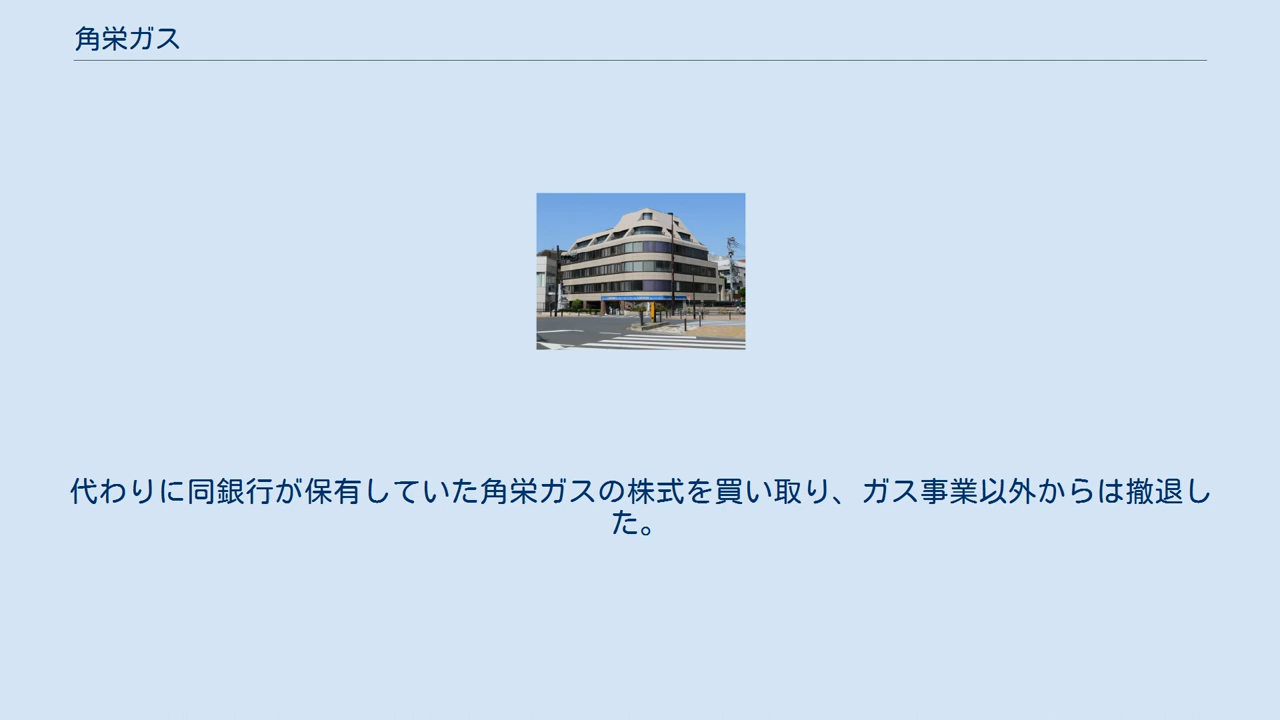 角栄ガス
代わりに同銀行が保有していた角栄ガスの株式を買い取り、ガス事業以外からは撤退し
た。